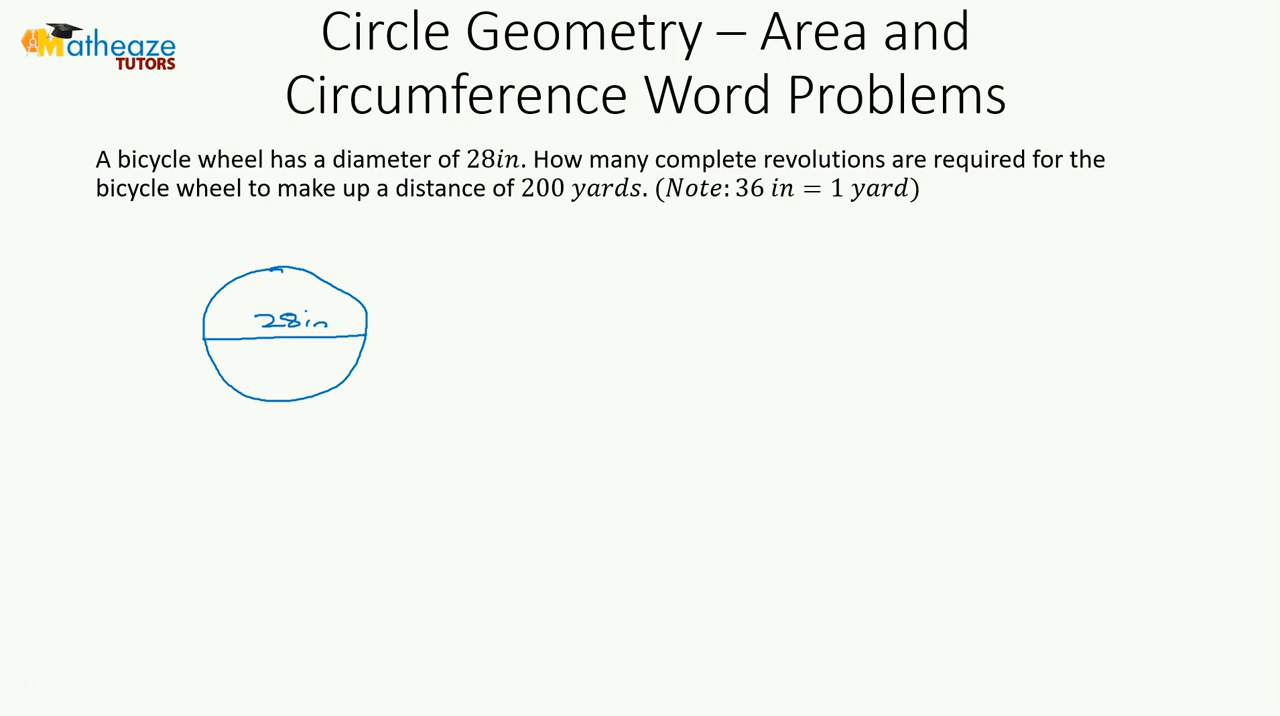 Matheaze
TUTORS
Circle Geometry – Area and
Circumference Word Problems
A bicycle wheel has a diameter of 28in. How many complete revolutions are required for the
bicycle wheel to make up a distance of 200 yards. (Note: 36 in = 1 yard)
28in